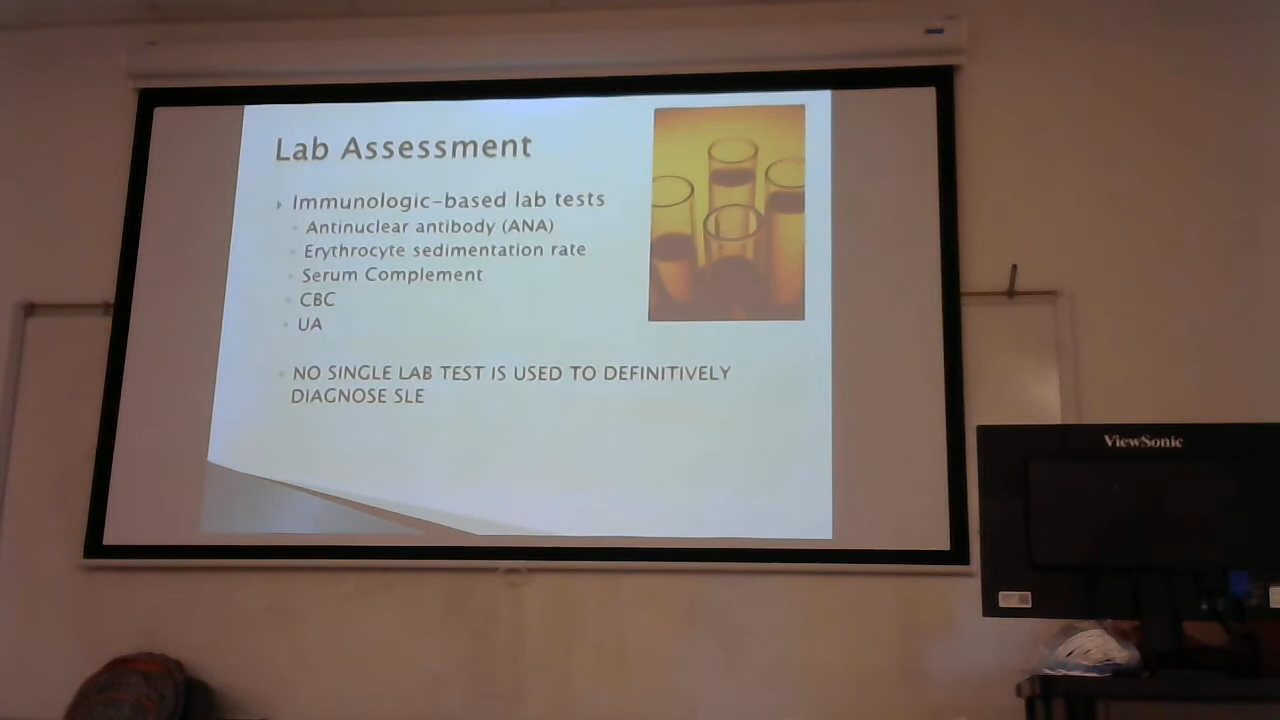 Lab Assessment
Immunologic-based lab tests
Antinuclear antibody (ANA)
Erythrocyte sedimentation rate
Serum Complement
CBC
UA
NO SINGLE LAB TEST IS USED TO DEFINITIVELY
DIAGNOSE SLE
ViewSonic